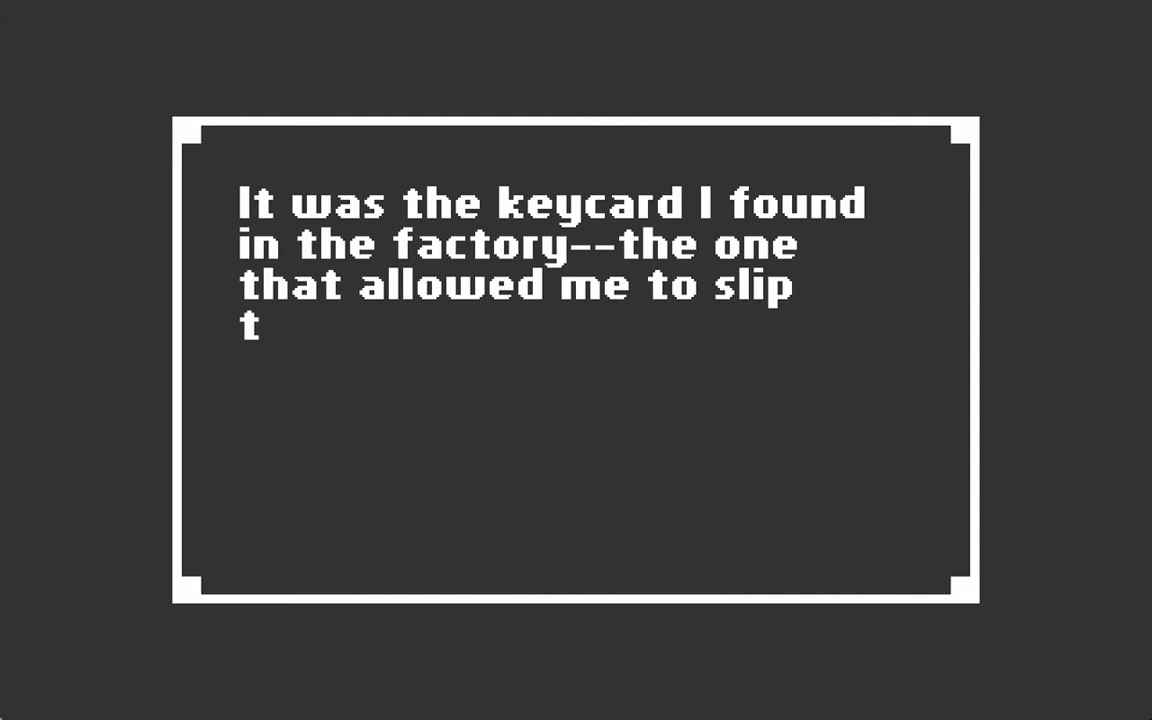 It was the keycard I found
in the factory--the one
that allowed me to slip
t